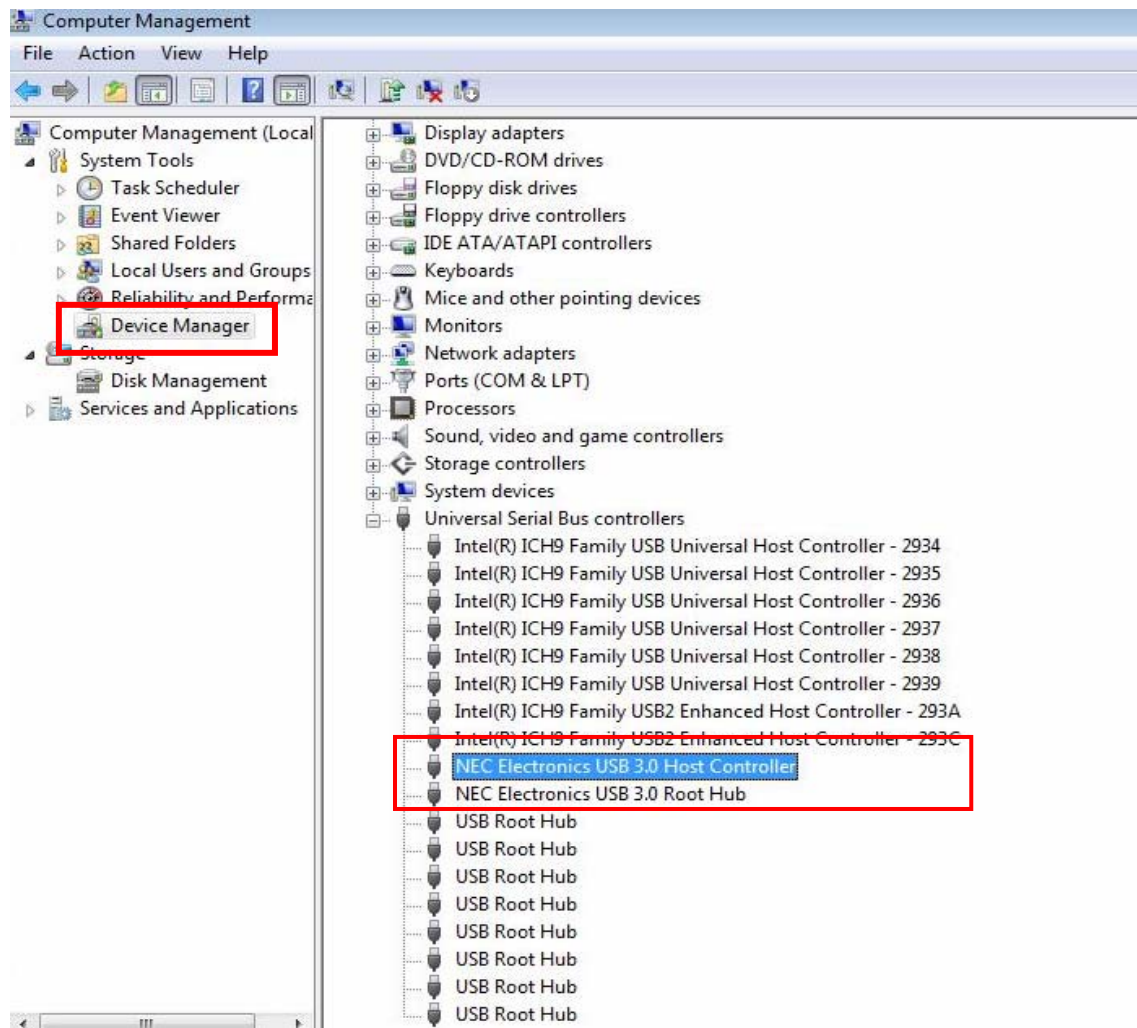 Computer Management
File Action View Help
Computer Management (Local
System Tools
Task Scheduler
Event Viewer
Shared Folders
Local Users and Groups
Reliability and Performa
Device Manager
Storage
Disk Management
Services and Applications
Display adapters
DVD/CD-ROM drives
Floppy disk drives
Floppy drive controllers
IDE ATA/ATAPI controllers
Keyboards
Mice and other pointing devices
Monitors
Network adapters
Ports (COM & LPT)
Processors
Sound, video and game controllers
Storage controllers
System devices
Universal Serial Bus controllers
Intel(R) ICH9 Family USB Universal Host Controller - 2934
Intel(R) ICH9 Family USB Universal Host Controller - 2935
Intel(R) ICH9 Family USB Universal Host Controller - 2936
Intel(R) ICH9 Family USB Universal Host Controller - 2937
Intel(R) ICH9 Family USB Universal Host Controller - 2938
Intel(R) ICH9 Family USB Universal Host Controller - 2939
Intel(R) ICH9 Family USB2 Enhanced Host Controller - 293A
Intel(R) ICH9 Family USB2 Enhanced Host Controller - 293C
NEC Electronics USB 3.0 Host Controller
NEC Electronics USB 3.0 Root Hub
USB Root Hub
USB Root Hub
USB Root Hub
USB Root Hub
USB Root Hub
USB Root Hub
USB Root Hub
USB Root Hub